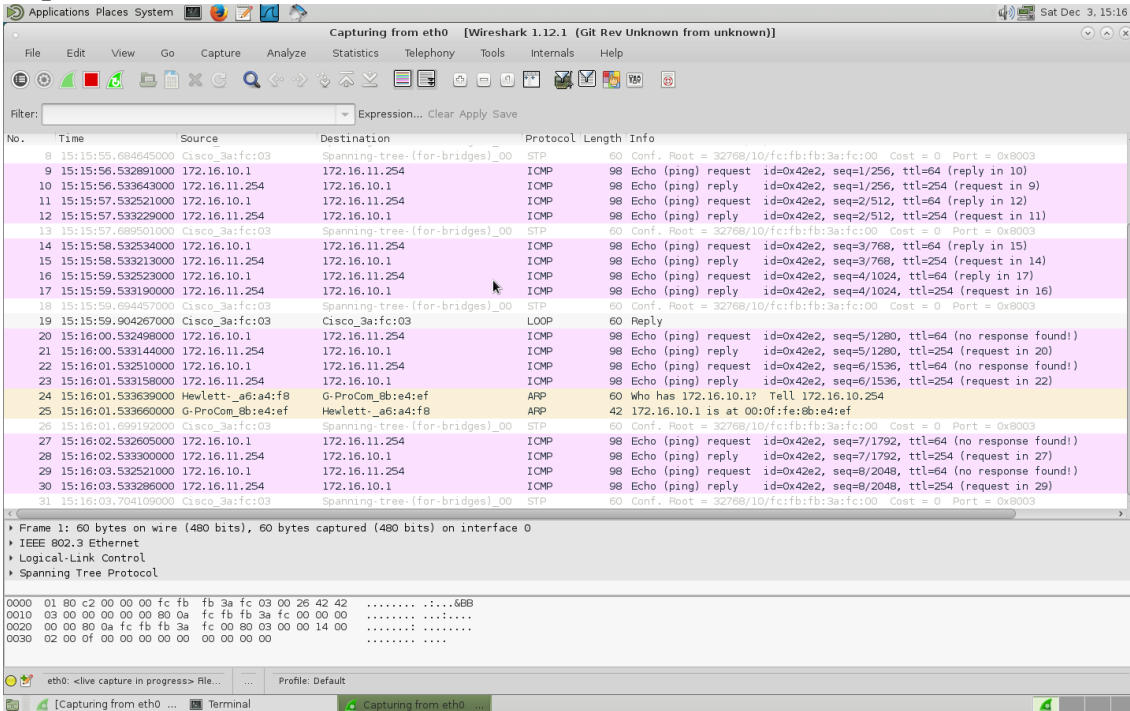 Applications Places System Sat Dec 3, 15:16
Capturing from eth0 [Wireshark 1.12.1 (Git Rev Unknown from unknown)]
File Edit View Go Capture Analyze Statistics Telephony Tools Internals Help
Filter: Expression... Clear Apply Save
No. Time Source Destination Protocol Length Info
8 15:15:55.684645000 Cisco_3a:fc:03 Spanning-tree-(for-bridges)_00 STP 60 Conf. Root = 32768/10/fc:fb:fb:3a:fc:00 Cost = 0 Port = 0x8003
9 15:15:56.532891000 172.16.10.1 172.16.11.254 ICMP 98 Echo (ping) request id=0x42e2, seq=1/256, ttl=64 (reply in 10)
10 15:15:56.533643000 172.16.11.254 172.16.10.1 ICMP 98 Echo (ping) reply id=0x42e2, seq=1/256, ttl=254 (request in 9)
11 15:15:57.532521000 172.16.10.1 172.16.11.254 ICMP 98 Echo (ping) request id=0x42e2, seq=2/512, ttl=64 (reply in 12)
12 15:15:57.533229000 172.16.11.254 172.16.10.1 ICMP 98 Echo (ping) reply id=0x42e2, seq=2/512, ttl=254 (request in 11)
13 15:15:57.689501000 Cisco_3a:fc:03 Spanning-tree-(for-bridges)_00 STP 60 Conf. Root = 32768/10/fc:fb:fb:3a:fc:00 Cost = 0 Port = 0x8003
14 15:15:58.532534000 172.16.10.1 172.16.11.254 ICMP 98 Echo (ping) request id=0x42e2, seq=3/768, ttl=64 (reply in 15)
15 15:15:58.533213000 172.16.11.254 172.16.10.1 ICMP 98 Echo (ping) reply id=0x42e2, seq=3/768, ttl=254 (request in 14)
16 15:15:59.532523000 172.16.10.1 172.16.11.254 ICMP 98 Echo (ping) request id=0x42e2, seq=4/1024, ttl=64 (reply in 17)
17 15:15:59.533190000 172.16.11.254 172.16.10.1 ICMP 98 Echo (ping) reply id=0x42e2, seq=4/1024, ttl=254 (request in 16)
18 15:15:59.694457000 Cisco_3a:fc:03 Spanning-tree-(for-bridges)_00 STP 60 Conf. Root = 32768/10/fc:fb:fb:3a:fc:00 Cost = 0 Port = 0x8003
19 15:15:59.904267000 Cisco_3a:fc:03 Cisco_3a:fc:03 LOOP 60 Reply
20 15:16:00.532498000 172.16.10.1 172.16.11.254 ICMP 98 Echo (ping) request id=0x42e2, seq=5/1280, ttl=64 (no response found!)
21 15:16:00.533144000 172.16.11.254 172.16.10.1 ICMP 98 Echo (ping) reply id=0x42e2, seq=5/1280, ttl=254 (request in 20)
22 15:16:01.532510000 172.16.10.1 172.16.11.254 ICMP 98 Echo (ping) request id=0x42e2, seq=6/1536, ttl=64 (no response found!)
23 15:16:01.533158000 172.16.11.254 172.16.10.1 ICMP 98 Echo (ping) reply id=0x42e2, seq=6/1536, ttl=254 (request in 22)
24 15:16:01.533639000 Hewlett-_a6:a4:f8 G-ProCom_8b:e4:ef ARP 60 Who has 172.16.10.1? Tell 172.16.10.254
25 15:16:01.533660000 G-ProCom_8b:e4:ef Hewlett-_a6:a4:f8 ARP 42 172.16.10.1 is at 00:0f:fe:8b:e4:ef
26 15:16:01.699192000 Cisco_3a:fc:03 Spanning-tree-(for-bridges)_00 STP 60 Conf. Root = 32768/10/fc:fb:fb:3a:fc:00 Cost = 0 Port = 0x8003
27 15:16:02.532605000 172.16.10.1 172.16.11.254 ICMP 98 Echo (ping) request id=0x42e2, seq=7/1792, ttl=64 (no response found!)
28 15:16:02.533300000 172.16.11.254 172.16.10.1 ICMP 98 Echo (ping) reply id=0x42e2, seq=7/1792, ttl=254 (request in 27)
29 15:16:03.532521000 172.16.10.1 172.16.11.254 ICMP 98 Echo (ping) request id=0x42e2, seq=8/2048, ttl=64 (no response found!)
30 15:16:03.533286000 172.16.11.254 172.16.10.1 ICMP 98 Echo (ping) reply id=0x42e2, seq=8/2048, ttl=254 (request in 29)
31 15:16:03.704109000 Cisco_3a:fc:03 Spanning-tree-(for-bridges)_00 STP 60 Conf. Root = 32768/10/fc:fb:fb:3a:fc:00 Cost = 0 Port = 0x8003
Frame 1: 60 bytes on wire (480 bits), 60 bytes captured (480 bits) on interface 0
IEEE 802.3 Ethernet
Logical-Link Control
Spanning Tree Protocol
0000 01 80 c2 00 00 00 fc fb fb 3a fc 03 00 26 42 42 ........ .:...&BB
0010 03 00 00 00 00 00 80 0a fc fb fb 3a fc 00 00 00 ........ ...:....
0020 00 00 80 0a fc fb fb 3a fc 00 80 03 00 00 14 00 .......: ........
0030 02 00 0f 00 00 00 00 00 00 00 00 00 ........ ....
eth0: <live capture in progress> File... ... Profile: Default
[Capturing from eth0 ... Terminal Capturing from eth0 ...